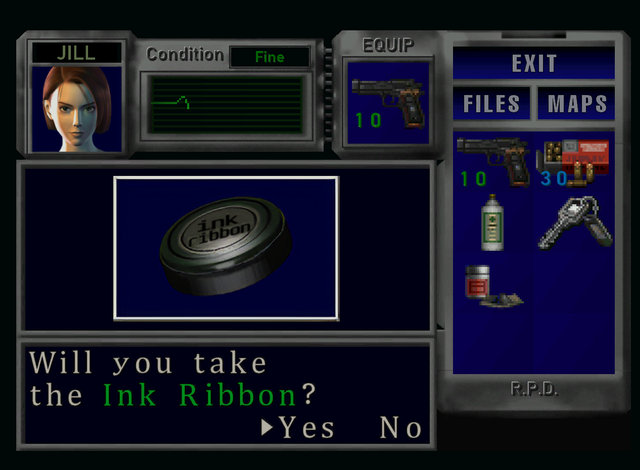 JILL
Condition Fine
EQUIP
10
EXIT
FILES MAPS
10 30
ink
ribbon
Will you take
the Ink Ribbon?
Yes No
R.P.D.